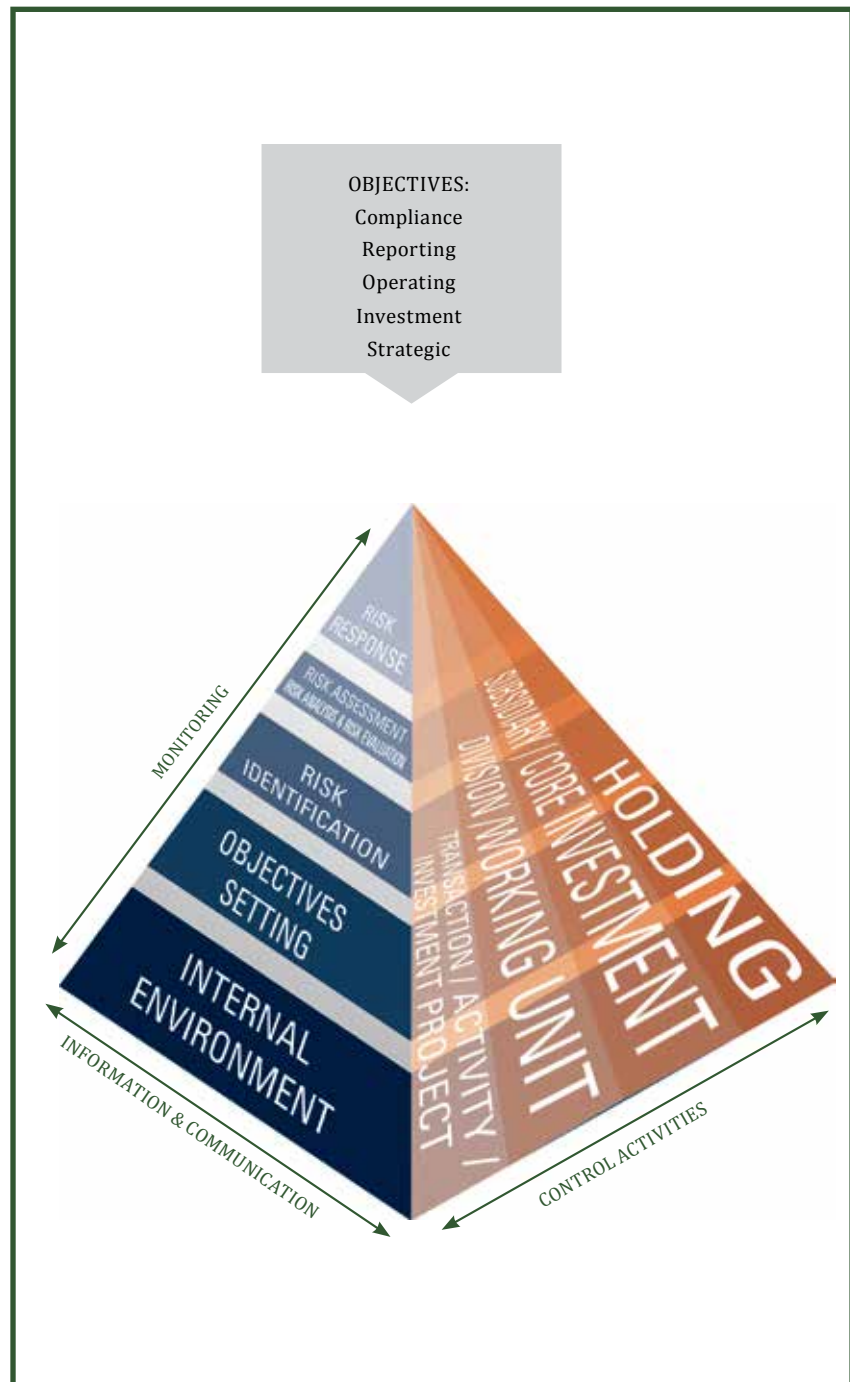 OBJECTIVES:
Compliance
Reporting
Operating
Investment
Strategic
RISK
RESPONSE
RISK ASSESSMENT
RISK ANALYSIS & RISK EVALUATION
RISK
IDENTIFICATION
OBJECTIVES
SETTING
INTERNAL
ENVIRONMENT
HOLDING
SUBSIDIARY / CORE INVESTMENT
DIVISION / WORKING UNIT
TRANSACTION / ACTIVITY /
INVESTMENT PROJECT
MONITORING
INFORMATION & COMMUNICATION
CONTROL ACTIVITIES